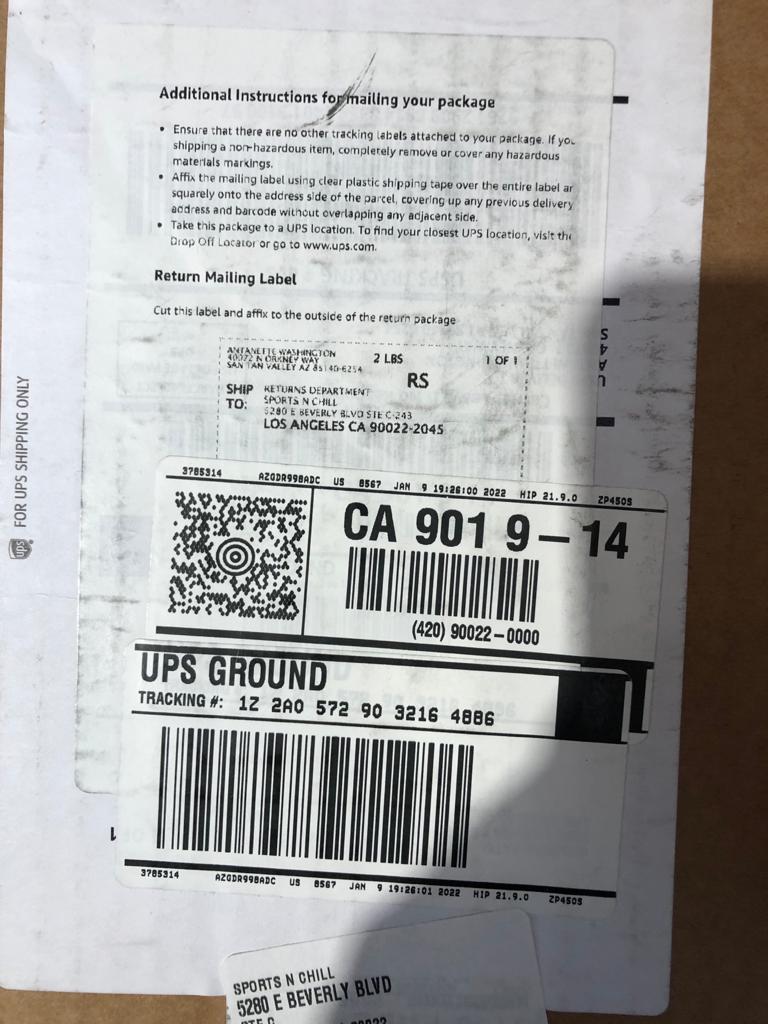 Additional Instructions for mailing your package
• Ensure that there are no other tracking labels attached to your package. If you
shipping a non-hazardous item, completely remove or cover any hazardous
materials markings.
• Affix the mailing label using clear plastic shipping tape over the entire label ar
squarely onto the address side of the parcel, covering up any previous delivery
address and barcode without overlapping any adjacent side.
• Take this package to a UPS location. To find your closest UPS location, visit the
Drop Off Locator or go to www.ups.com.
Return Mailing Label
Cut this label and affix to the outside of the return package
ANTANETTE WASHINGTON
40072 N ORKNEY WAY
SAN TAN VALLEY AZ 85140-6254
2 LBS
1 OF 1
RS
SHIP TO:
RETURNS DEPARTMENT
SPORTS N CHILL
5280 E BEVERLY BLVD STE C-243
LOS ANGELES CA 90022-2045
ups FOR UPS SHIPPING ONLY
3785314 AZGDR998ADC US 8567 JAN 9 19:26:00 2022 HIP 21.9.0 ZP450S
CA 901 9-14
(420) 90022-0000
UPS GROUND
TRACKING #: 1Z 2A0 572 90 3216 4886
3785314 AZGDR998ADC US 8567 JAN 9 19:26:01 2022 HIP 21.9.0 ZP450S
SPORTS N CHILL
5280 E BEVERLY BLVD